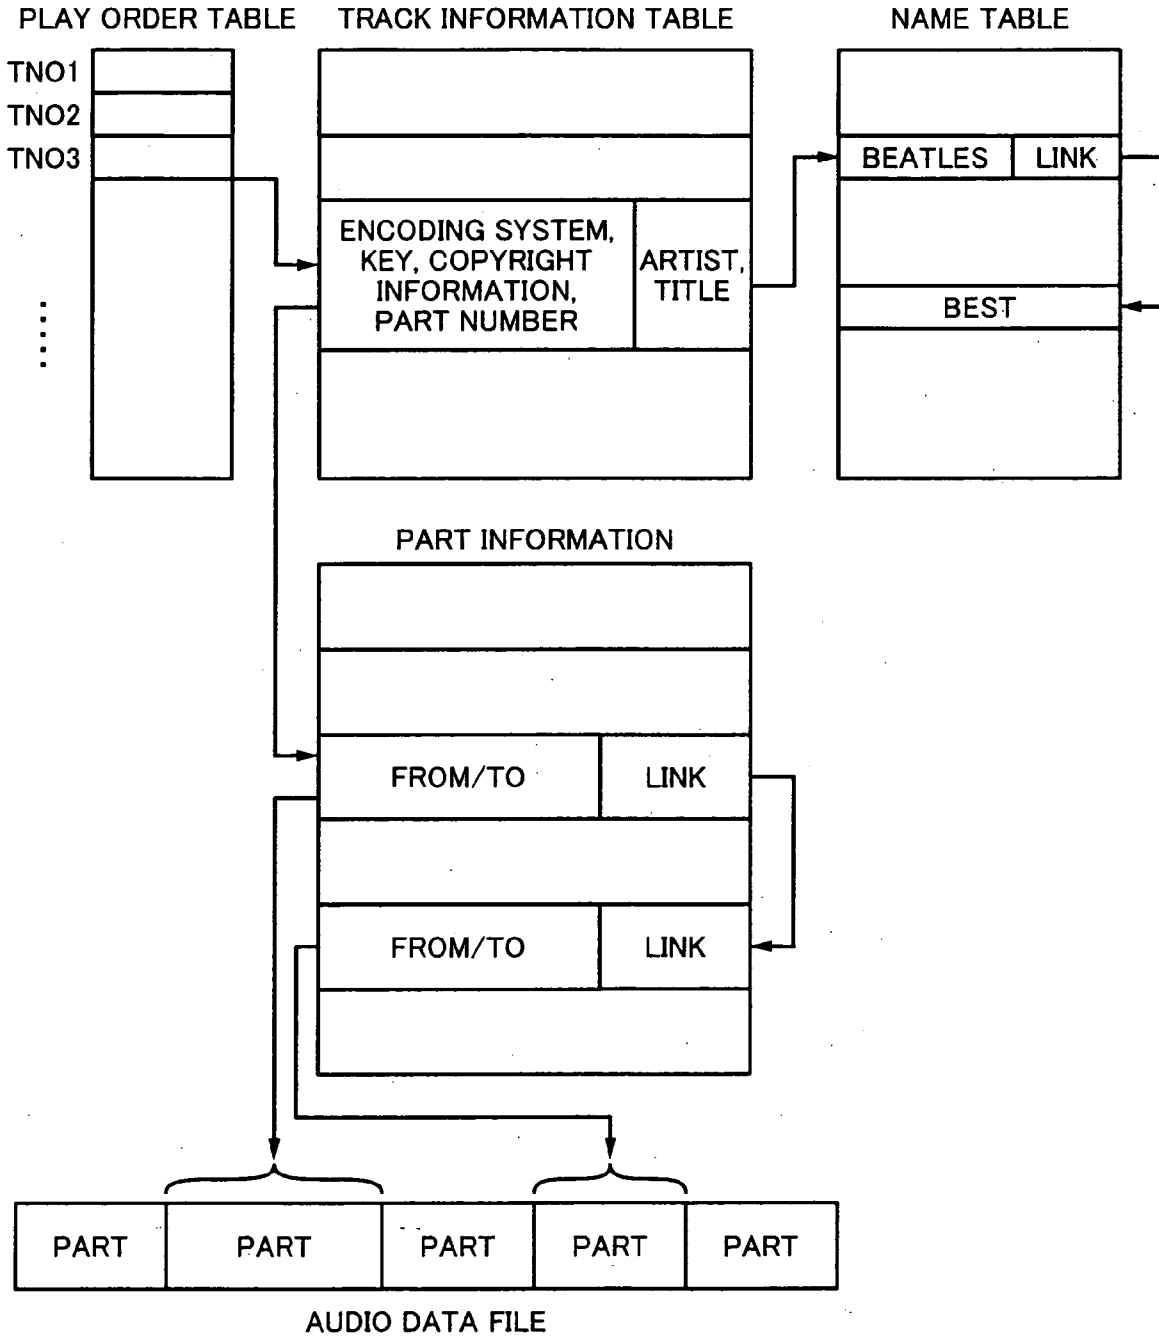 PLAY ORDER TABLE
TRACK INFORMATION TABLE
NAME TABLE
TNO1
TNO2
TNO3
BEATLES
LINK
ENCODING SYSTEM,
KEY, COPYRIGHT
INFORMATION,
PART NUMBER
ARTIST,
TITLE
BEST
PART INFORMATION
FROM/TO
LINK
FROM/TO
LINK
PART
PART
PART
PART
PART
AUDIO DATA FILE